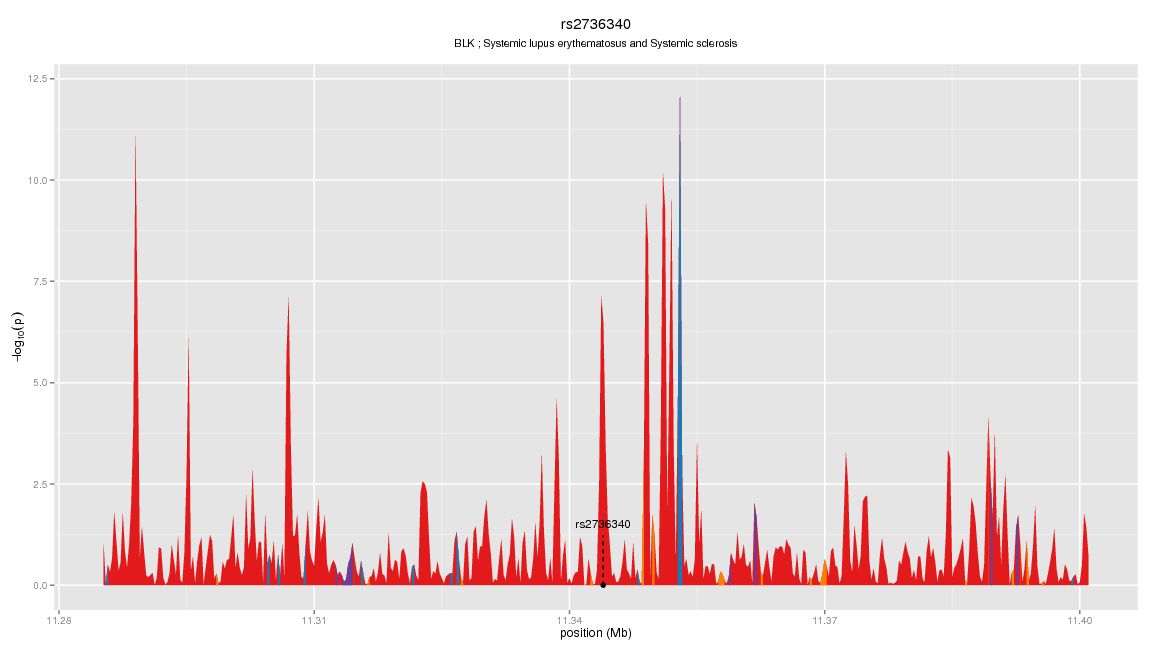 rs2736340
BLK ; Systemic lupus erythematosus and Systemic sclerosis
12.5
10.0
7.5
5.0
2.5
0.0
−log10(p)
rs2736340
11.28
11.31
11.34
11.37
11.40
position (Mb)